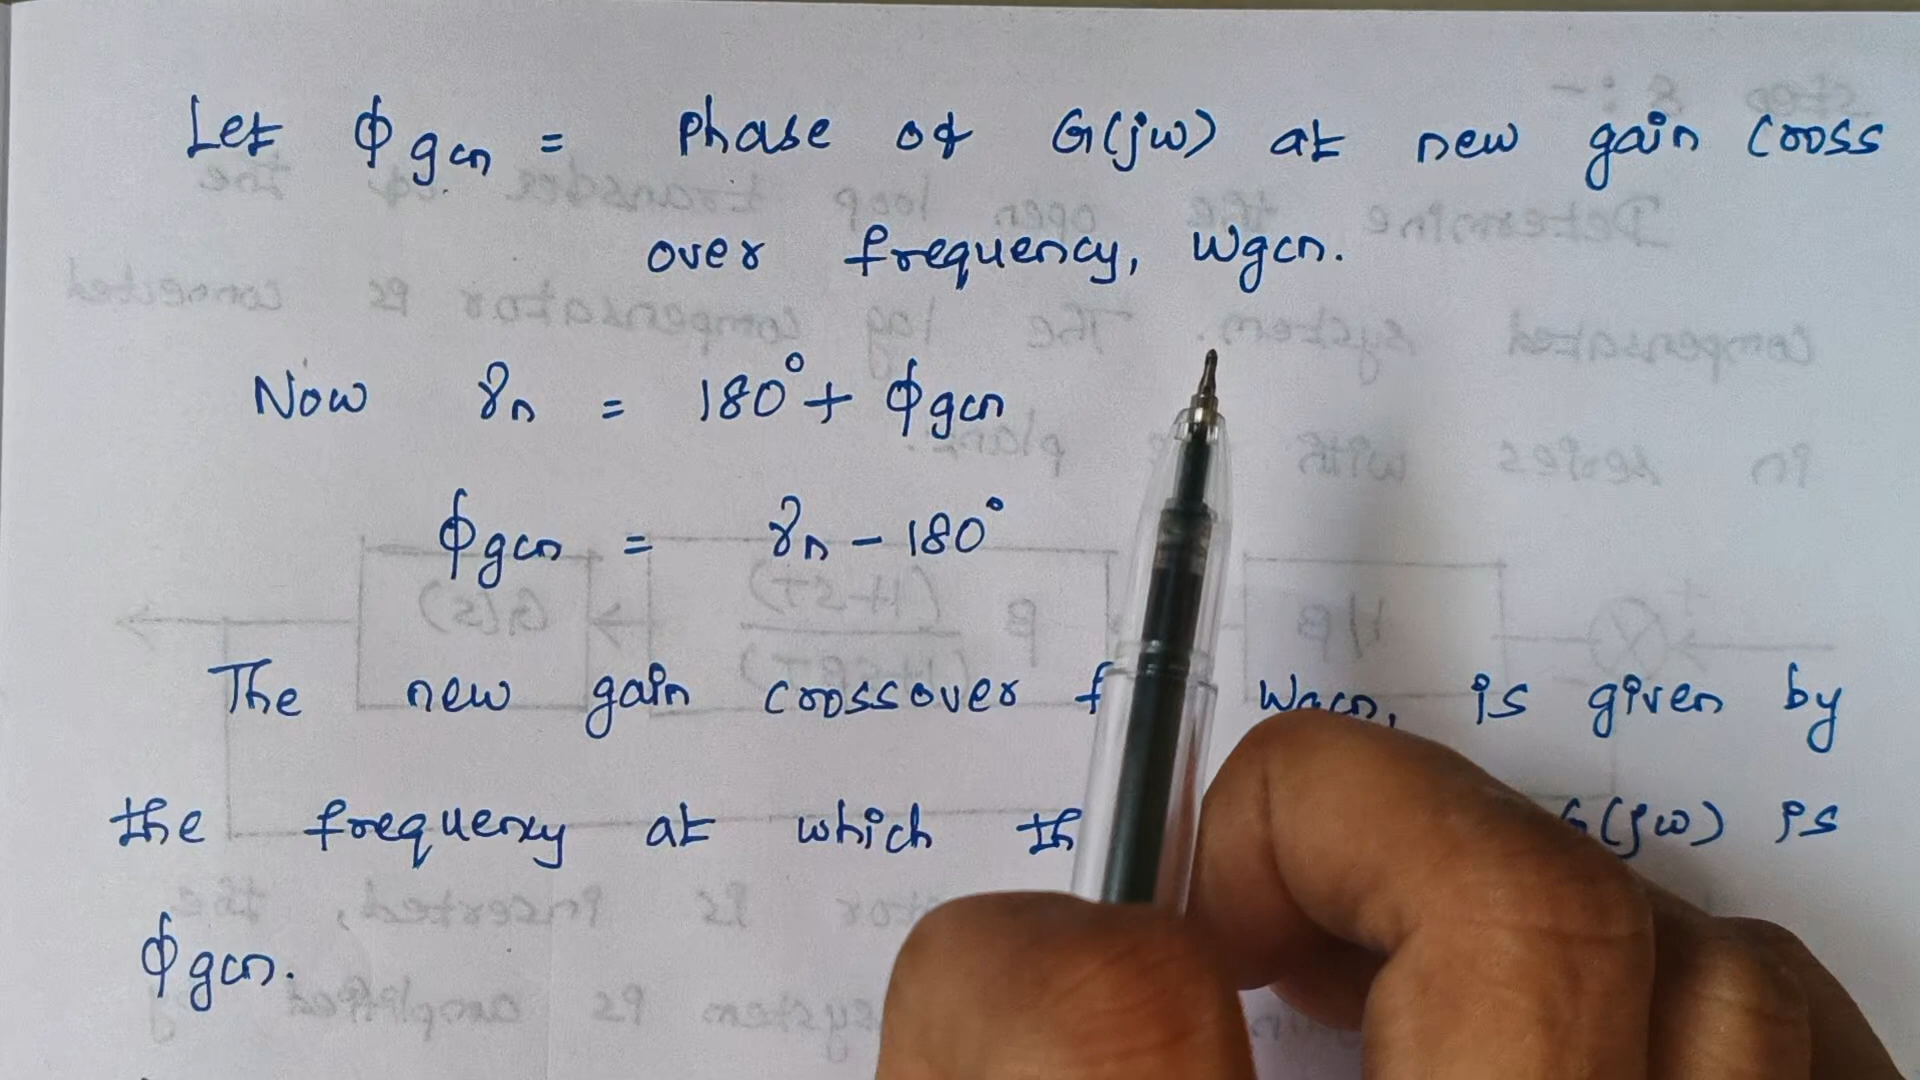 Let ϕgcn = phase of G(jω) at new gain cross
over frequency, ωgcn.
Now γn = 180° + ϕgcn
ϕgcn = γn - 180°
The new gain crossover ωgcn, is given by
the frequency at which G(jω) is
ϕgcn.